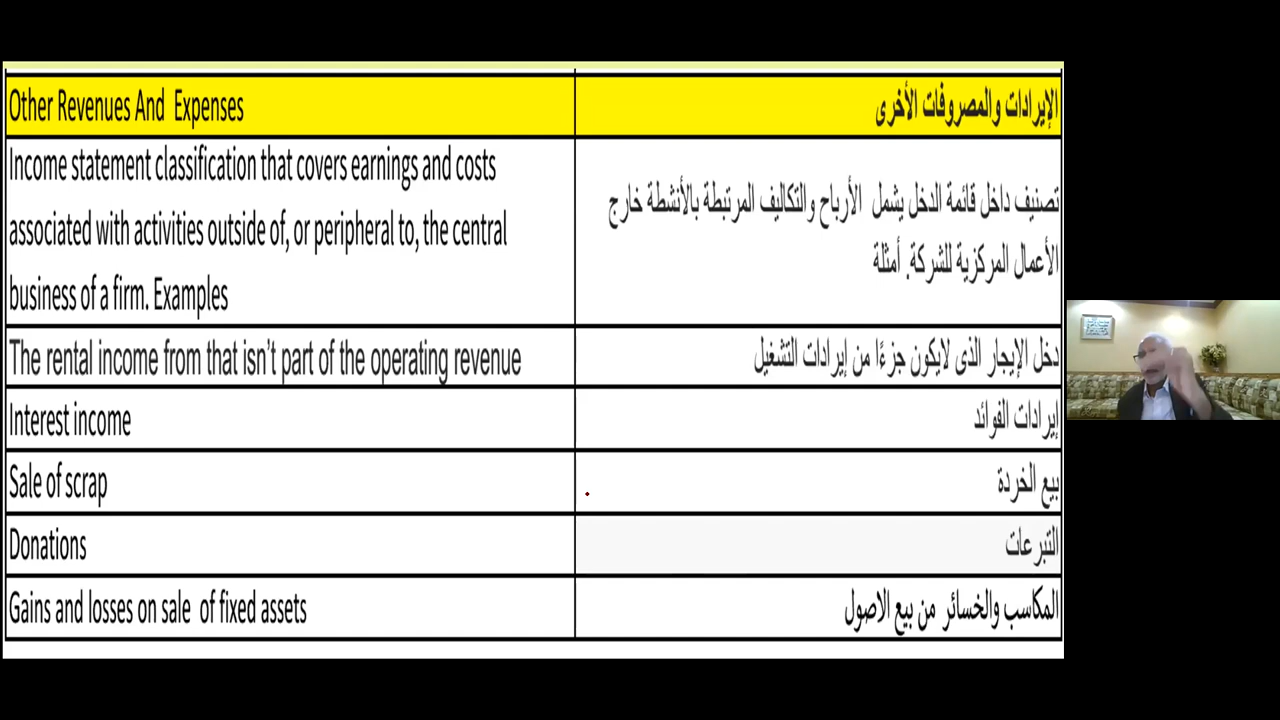 Other Revenues And Expenses
الإيرادات والمصروفات الأخرى
Income statement classification that covers earnings and costs
associated with activities outside of, or peripheral to, the central
business of a firm. Examples
تصنيف داخل قائمة الدخل يشمل الأرباح والتكاليف المرتبطة بالأنشطة خارج
الأعمال المركزية للشركة. أمثلة
The rental income from that isn't part of the operating revenue
دخل الإيجار الذى لايكون جزءًا من إيرادات التشغيل
Interest income
إيرادات الفوائد
Sale of scrap
بيع الخردة
Donations
التبرعات
Gains and losses on sale of fixed assets
المكاسب والخسائر من بيع الاصول